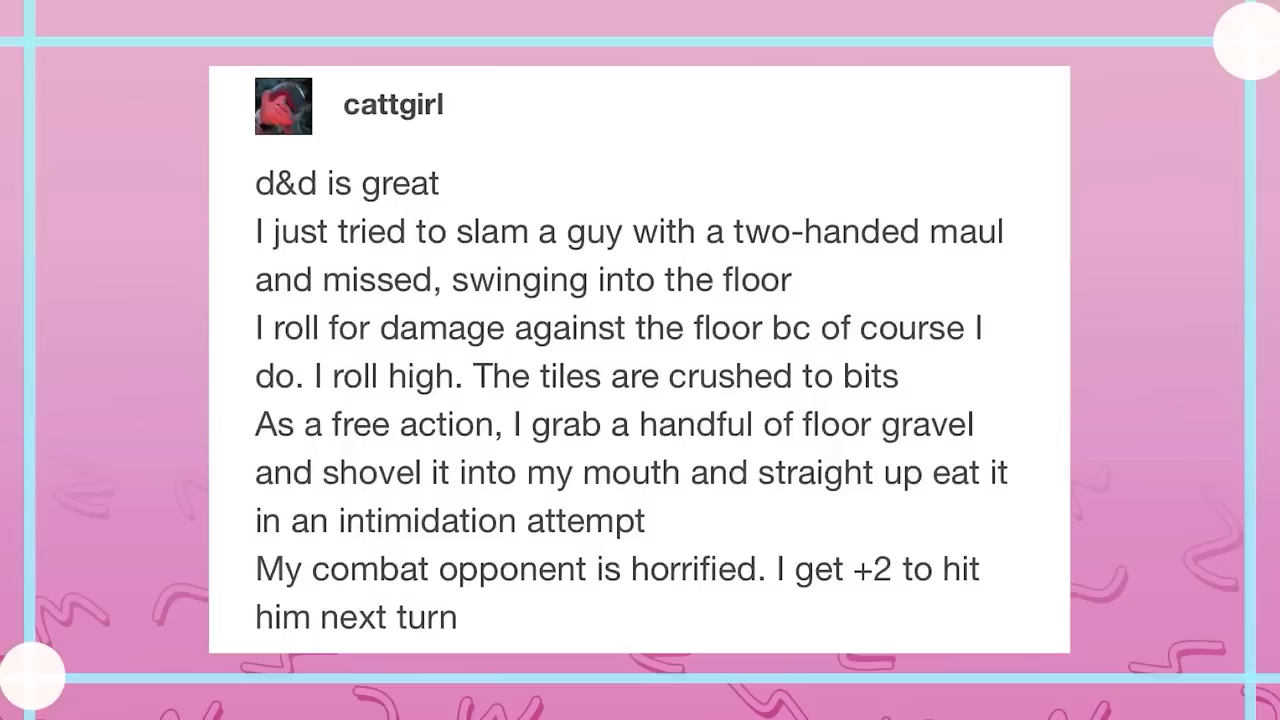 cattgirl
d&d is great
I just tried to slam a guy with a two-handed maul
and missed, swinging into the floor
I roll for damage against the floor bc of course I
do. I roll high. The tiles are crushed to bits
As a free action, I grab a handful of floor gravel
and shovel it into my mouth and straight up eat it
in an intimidation attempt
My combat opponent is horrified. I get +2 to hit
him next turn